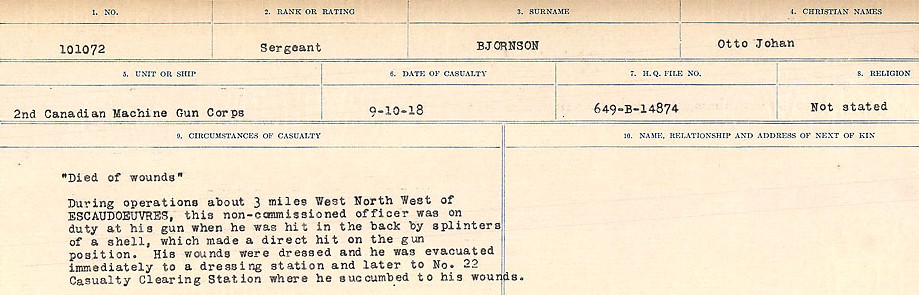 1. NO. 2. RANK OR RATING 3. SURNAME 4. CHRISTIAN NAMES
101072 Sergeant BJORNSON Otto Johan
5. UNIT OR SHIP 6. DATE OF CASUALTY 7. H.Q. FILE NO. 8. RELIGION
2nd Canadian Machine Gun Corps 9-10-18 649-B-14874 Not stated
9. CIRCUMSTANCES OF CASUALTY 10. NAME, RELATIONSHIP AND ADDRESS OF NEXT OF KIN
"Died of wounds"
During operations about 3 miles West North West of
ESCAUDOEUVRES, this non-commissioned officer was on
duty at his gun when he was hit in the back by splinters
of a shell, which made a direct hit on the gun
position. His wounds were dressed and he was evacuated
immediately to a dressing station and later to No. 22
Casualty Clearing Station where he succumbed to his wounds.